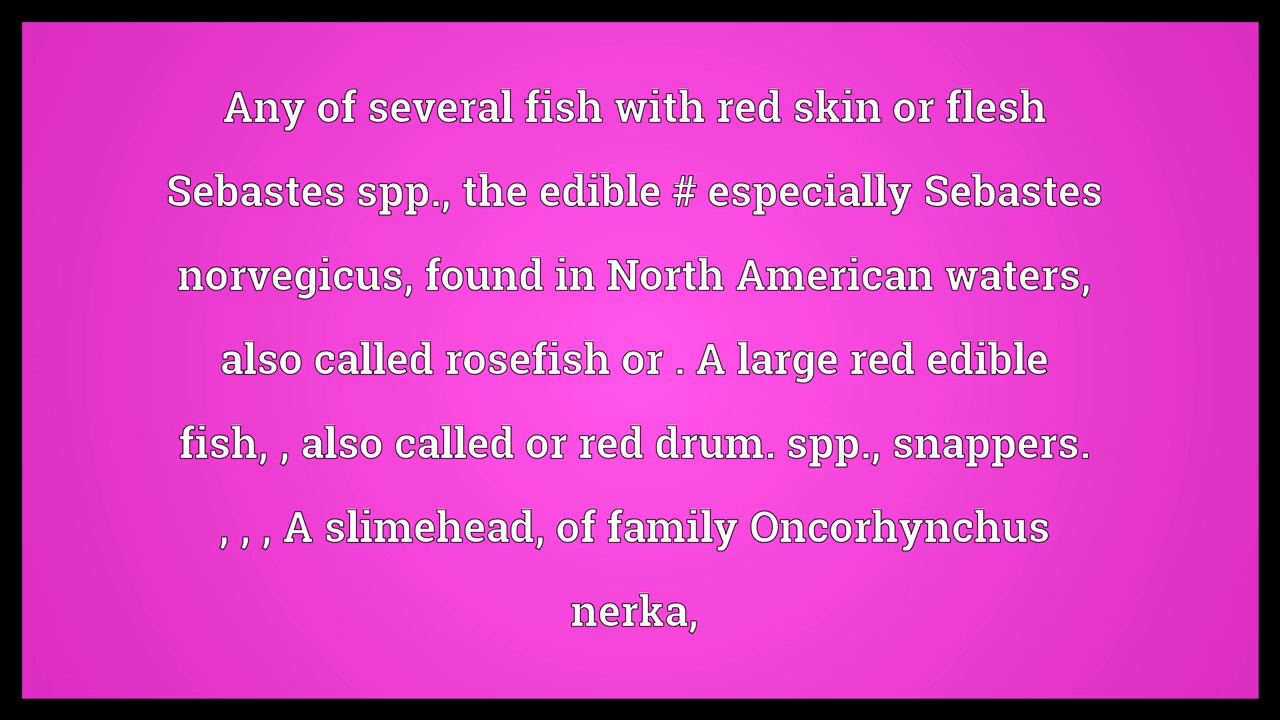 Any of several fish with red skin or flesh
Sebastes spp., the edible # especially Sebastes
norvegicus, found in North American waters,
also called rosefish or . A large red edible
fish, , also called or red drum. spp., snappers.
, , , A slimehead, of family Oncorhynchus
nerka,